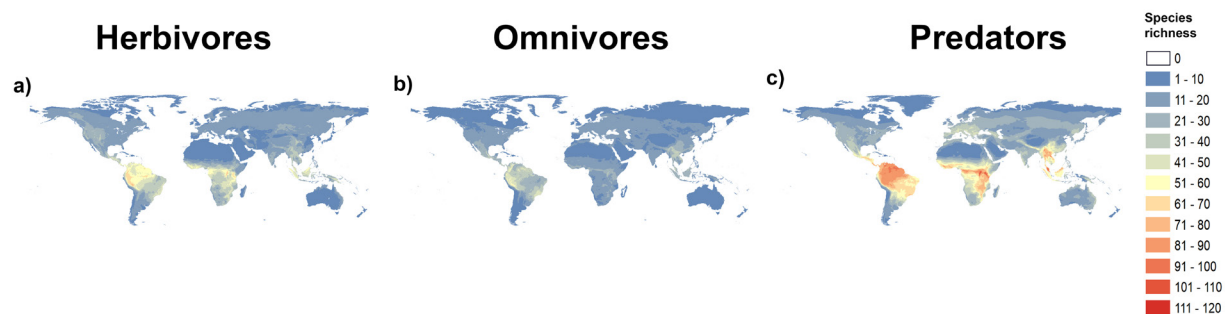 Herbivores
Omnivores
Predators
a)
b)
c)
Species
richness
0
1 - 10
11 - 20
21 - 30
31 - 40
41 - 50
51 - 60
61 - 70
71 - 80
81 - 90
91 - 100
101 - 110
111 - 120